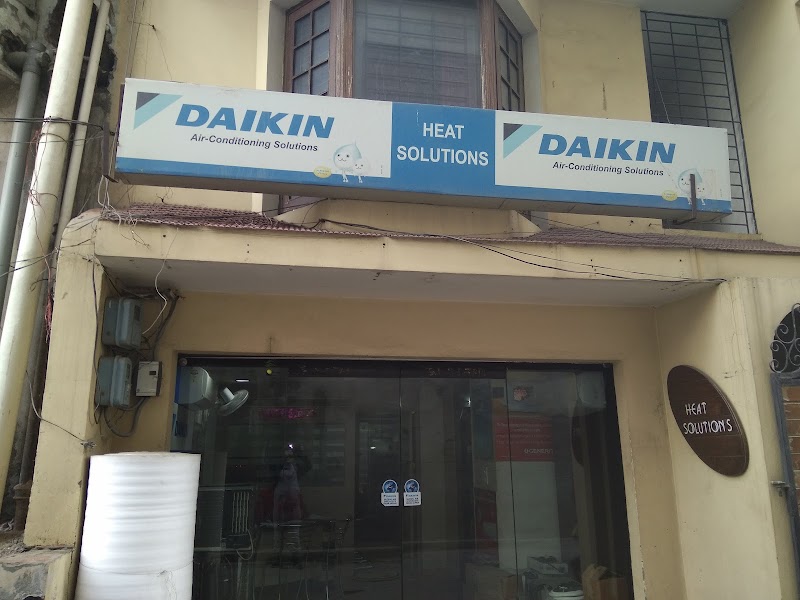 DAIKIN
Air-Conditioning Solutions
HEAT
SOLUTIONS
DAIKIN
Air-Conditioning Solutions
HEAT
SOLUTIONS